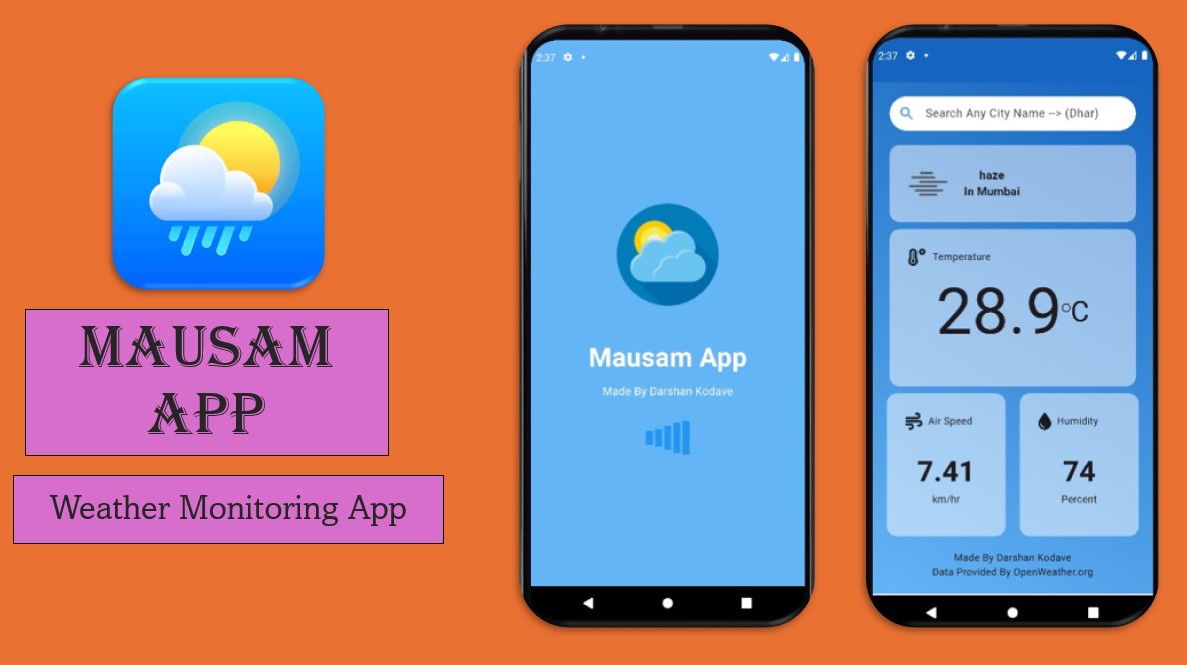 MAUSAM
APP
Weather Monitoring App
2:37
Mausam App
Made By Darshan Kodave
2:37
Search Any City Name --> (Dhar)
haze
In Mumbai
Temperature
28.9°C
Air Speed
7.41
km/hr
Humidity
74
Percent
Made By Darshan Kodave
Data Provided By OpenWeather.org